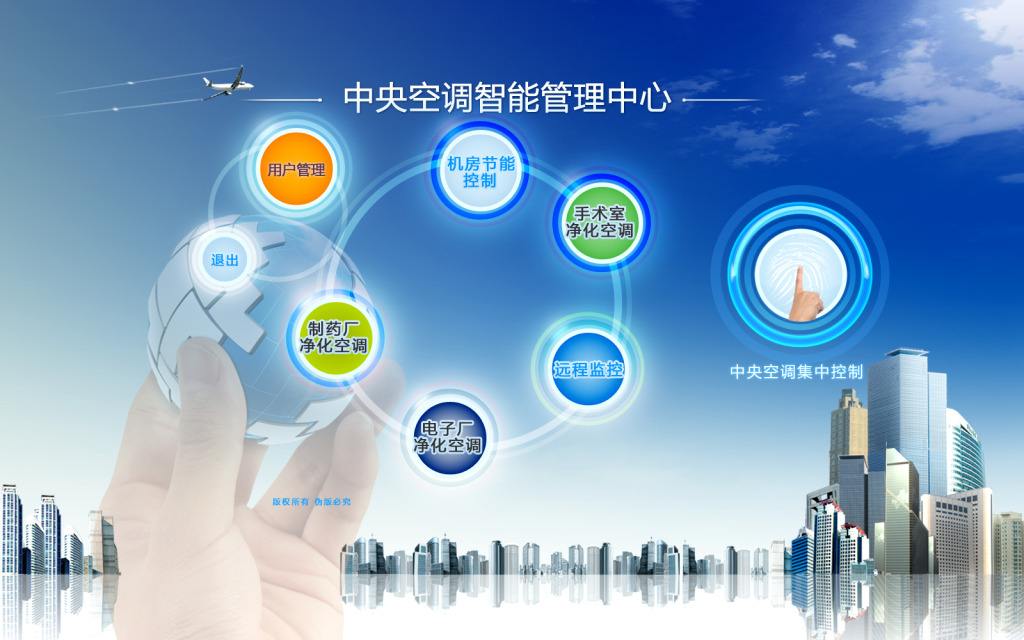 中央空调智能管理中心
用户管理
机房节能
控制
手术室
净化空调
退出
制药厂
净化空调
远程监控
中央空调集中控制
电子厂
净化空调
版权所有 伪版必究